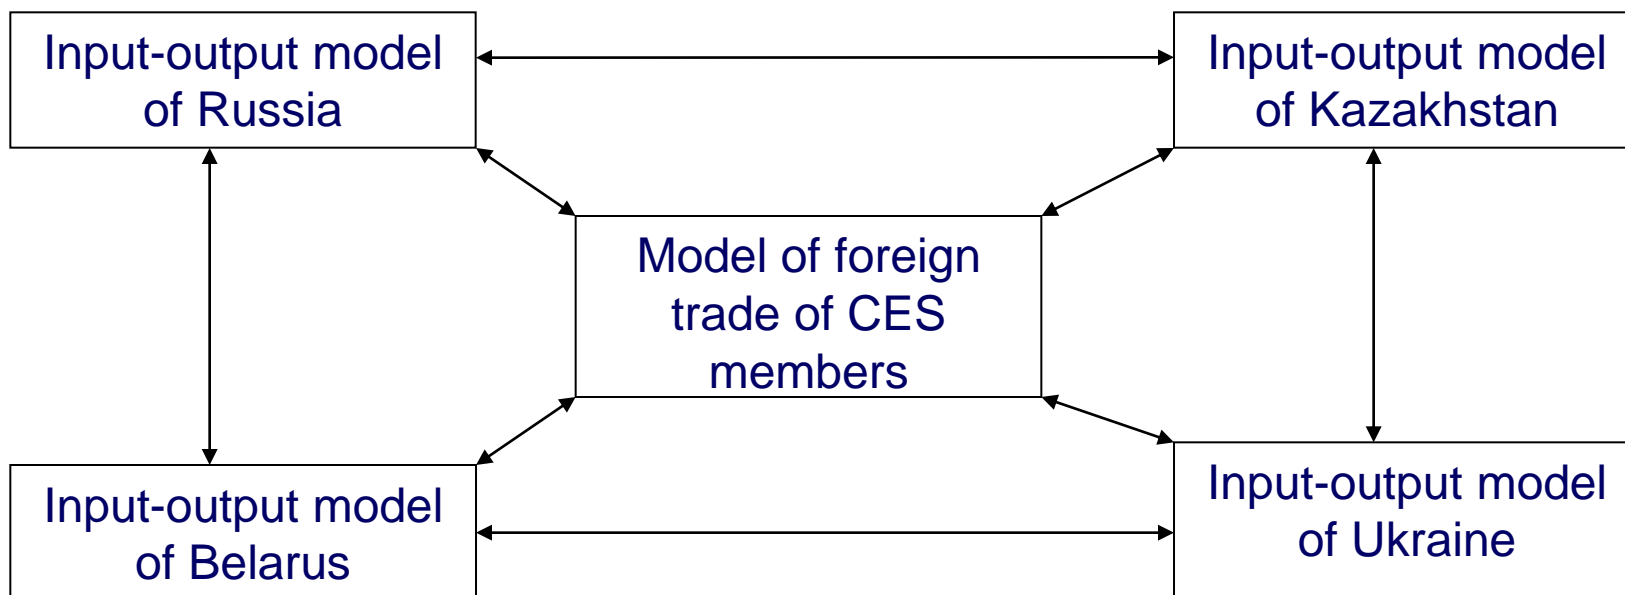 Input-output model
of Russia
Input-output model
of Kazakhstan
Model of foreign
trade of CES
members
Input-output model
of Belarus
Input-output model
of Ukraine